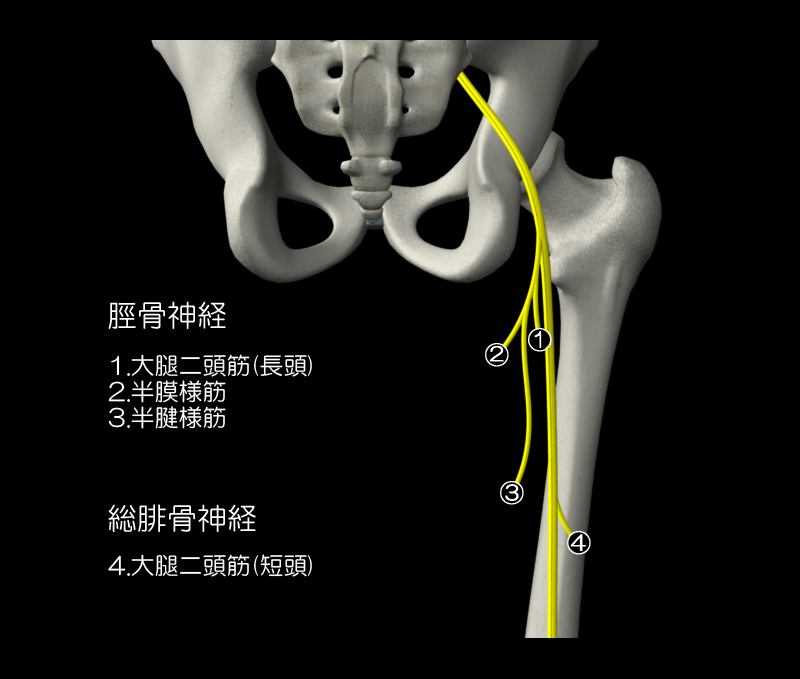 脛骨神経
1.大腿二頭筋(長頭)
2.半膜様筋
3.半腱様筋
総腓骨神経
4.大腿二頭筋(短頭)
①
②
③
④